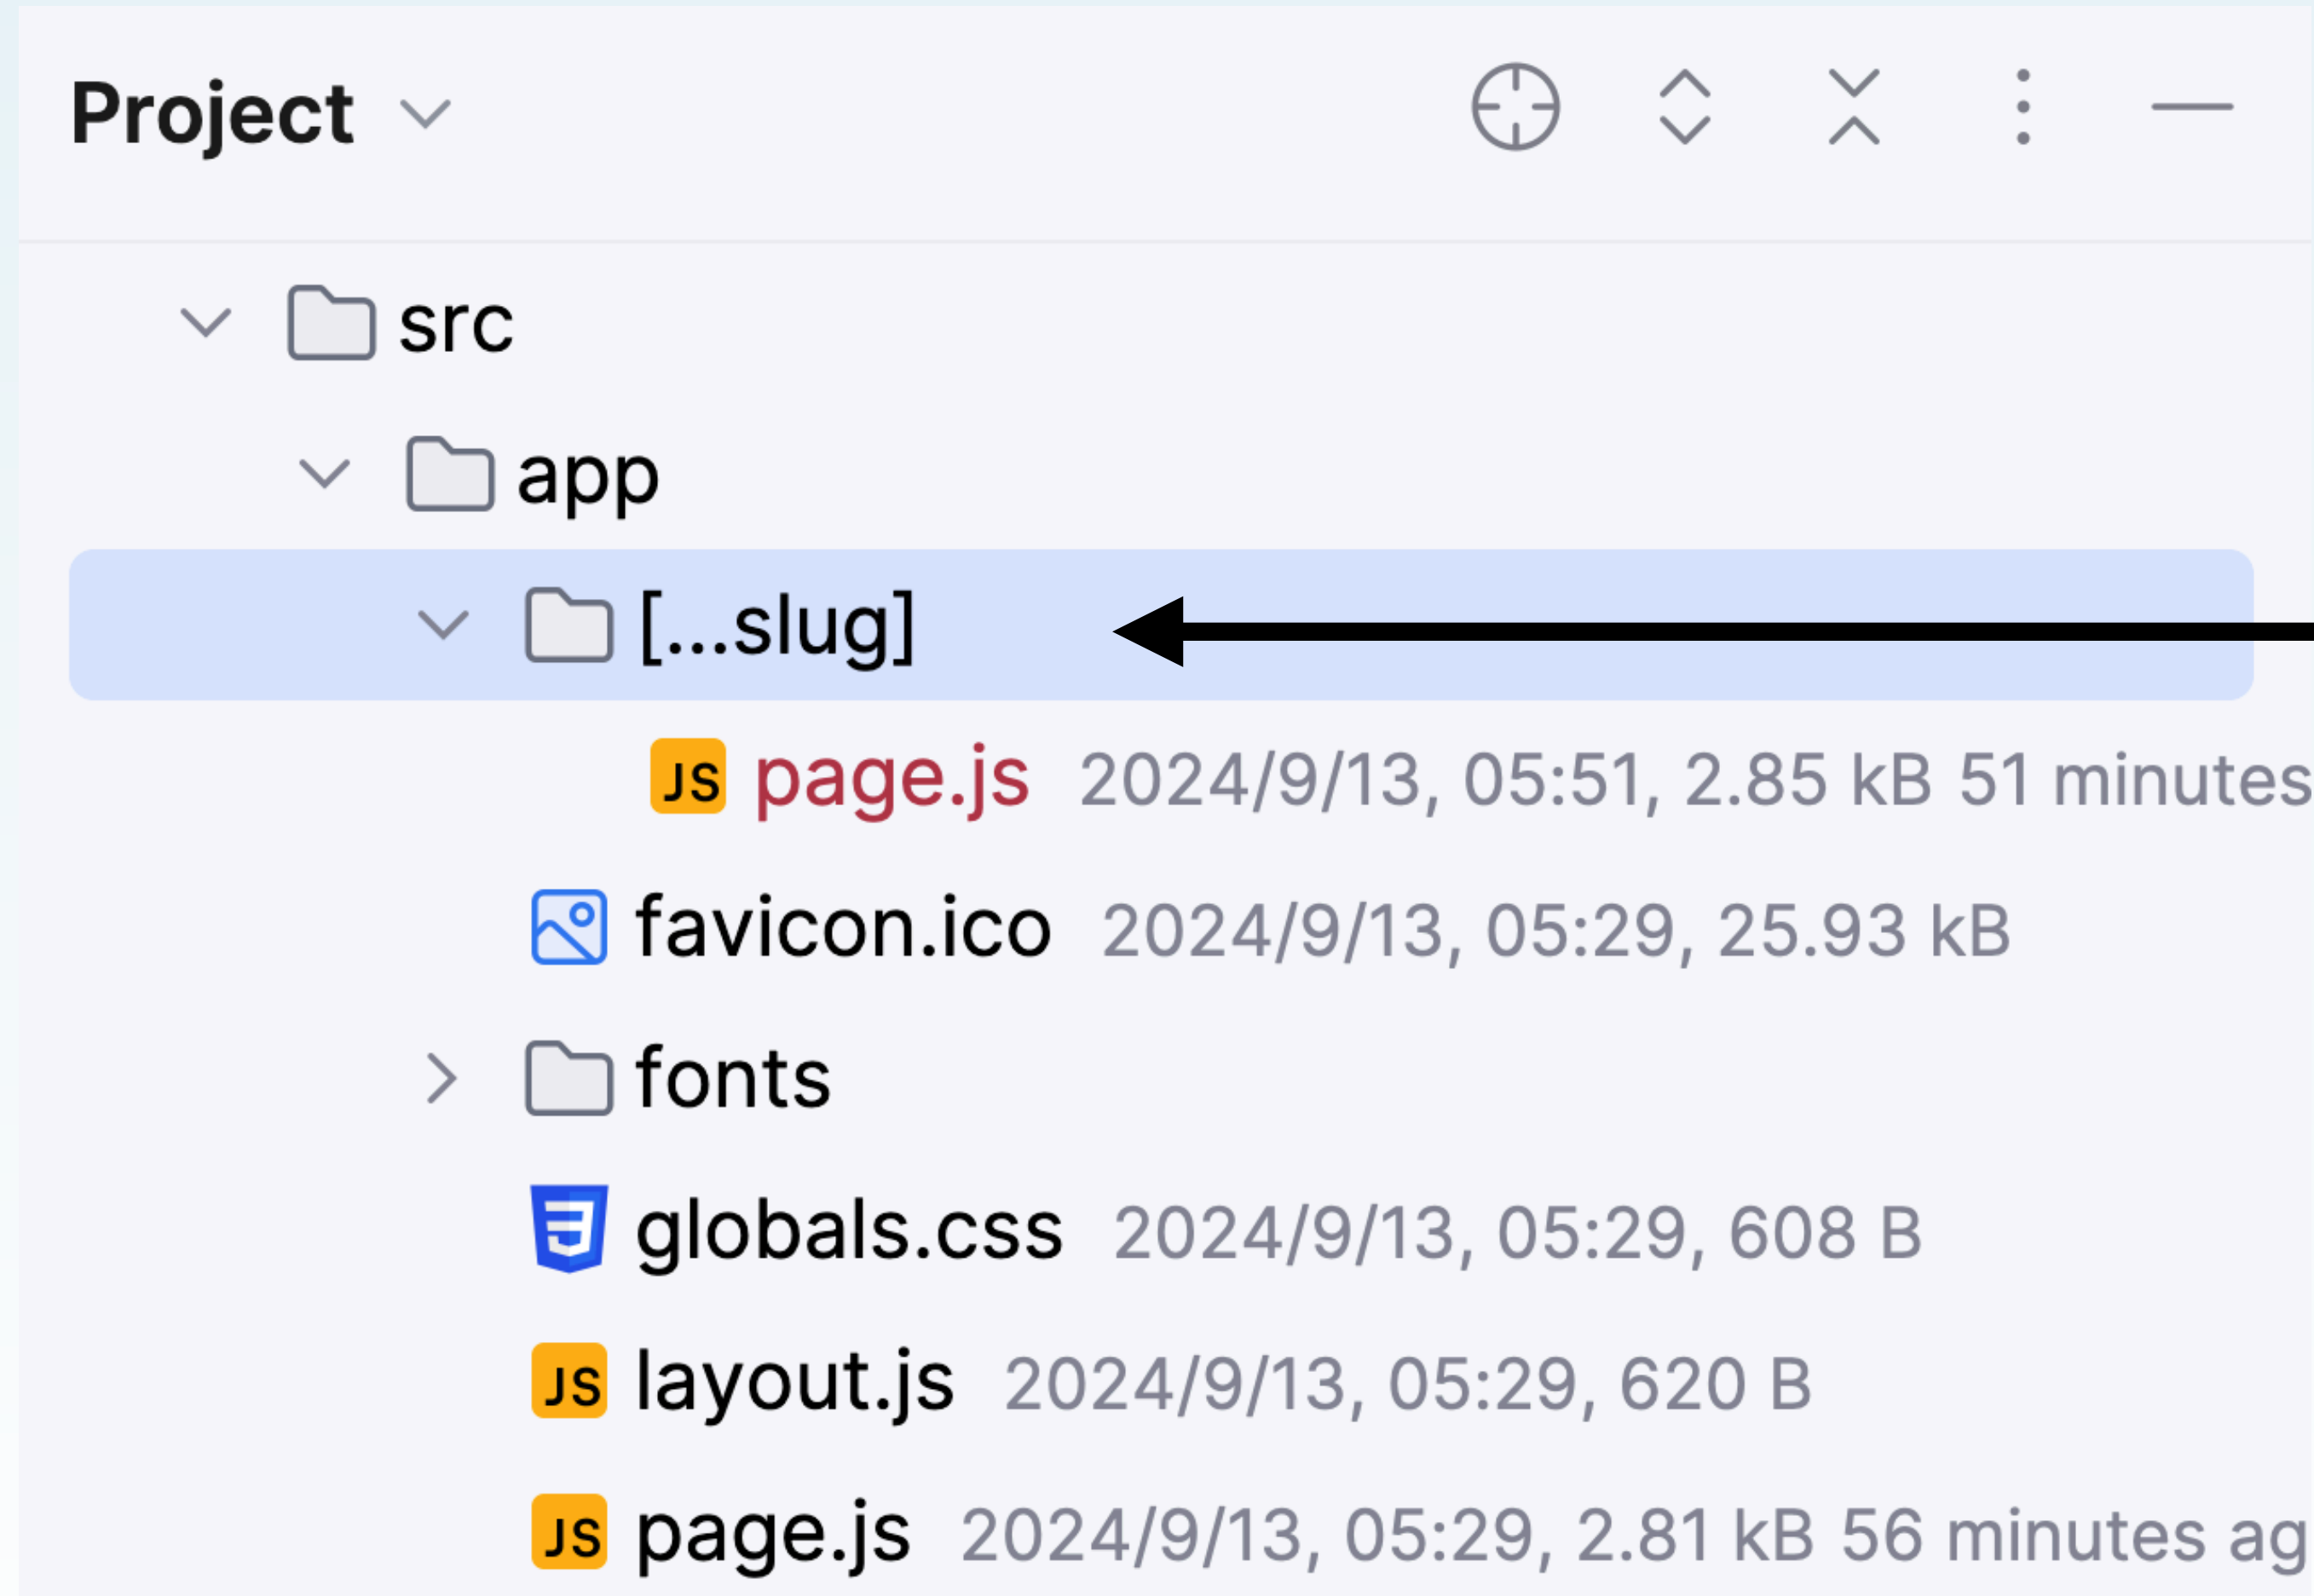 Project
src
app
[...slug]
JS page.js 2024/9/13, 05:51, 2.85 kB 51 minutes
favicon.ico 2024/9/13, 05:29, 25.93 kB
fonts
globals.css 2024/9/13, 05:29, 608 B
JS layout.js 2024/9/13, 05:29, 620 B
JS page.js 2024/9/13, 05:29, 2.81 kB 56 minutes ag